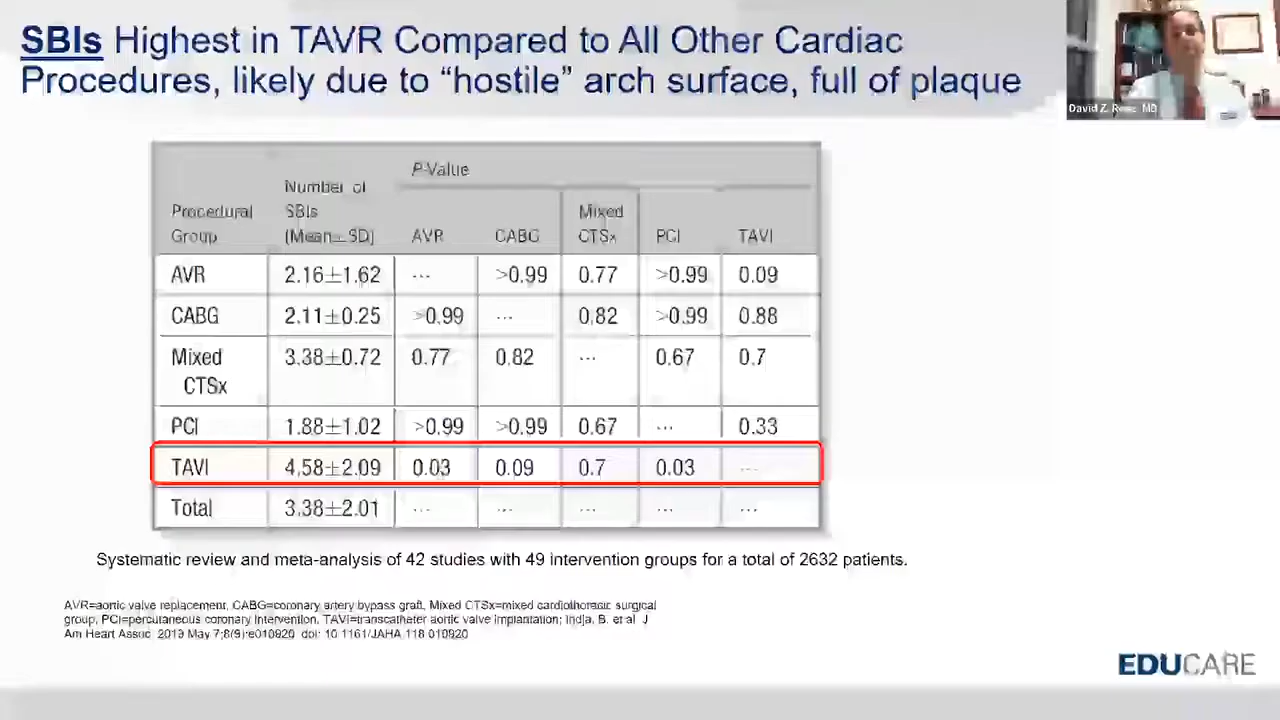 SBIs Highest in TAVR Compared to All Other Cardiac
Procedures, likely due to “hostile” arch surface, full of plaque
David Z. MD
P-Value
Procedural Group Number of SBIs (Mean± SD) AVR CABG Mixed CTSx PCI TAVI
AVR 2.16±1.62 ... >0.99 0.77 >0.99 0.09
CABG 2.11±0.25 >0.99 ... 0.82 >0.99 0.88
Mixed CTSx 3.38±0.72 0.77 0.82 ... 0.67 0.7
PCI 1.88±1.02 >0.99 >0.99 0.67 ... 0.33
TAVI 4.58±2.09 0.03 0.09 0.7 0.03 ...
Total 3.38±2.01 ... ... ... ... ...
Systematic review and meta-analysis of 42 studies with 49 intervention groups for a total of 2632 patients.
AVR=aortic valve replacement, CABG=coronary artery bypass graft, Mixed CTSx=mixed cardiothoracic surgical
group, PCI=percutaneous coronary intervention, TAVI=transcatheter aortic valve implantation; B. et al J
Am Heart Assoc. 2019 May 7;8(9):e010920. doi: 10.1161/JAHA.118.010920
EDUCARE